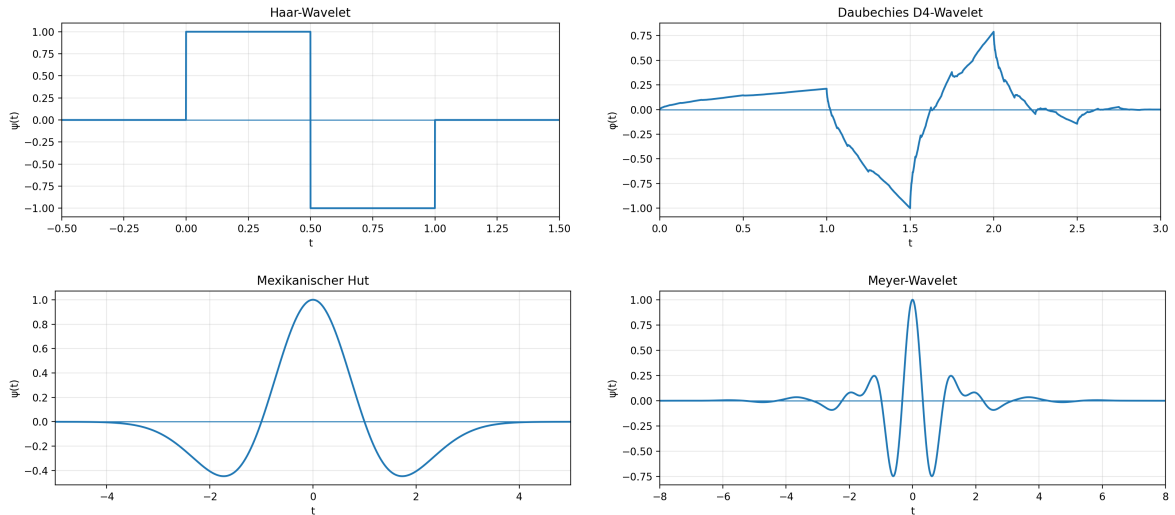 Haar-Wavelet
ψ(t)
1.00
0.75
0.50
0.25
0.00
−0.25
−0.50
−0.75
−1.00
−0.50 −0.25 0.00 0.25 0.50 0.75 1.00 1.25 1.50
t
Daubechies D4-Wavelet
ψ(t)
0.75
0.50
0.25
0.00
−0.25
−0.50
−0.75
−1.00
0.0 0.5 1.0 1.5 2.0 2.5 3.0
t
Mexikanischer Hut
ψ(t)
1.0
0.8
0.6
0.4
0.2
0.0
−0.2
−0.4
−4 −2 0 2 4
t
Meyer-Wavelet
ψ(t)
1.00
0.75
0.50
0.25
0.00
−0.25
−0.50
−0.75
−8 −6 −4 −2 0 2 4 6 8
t